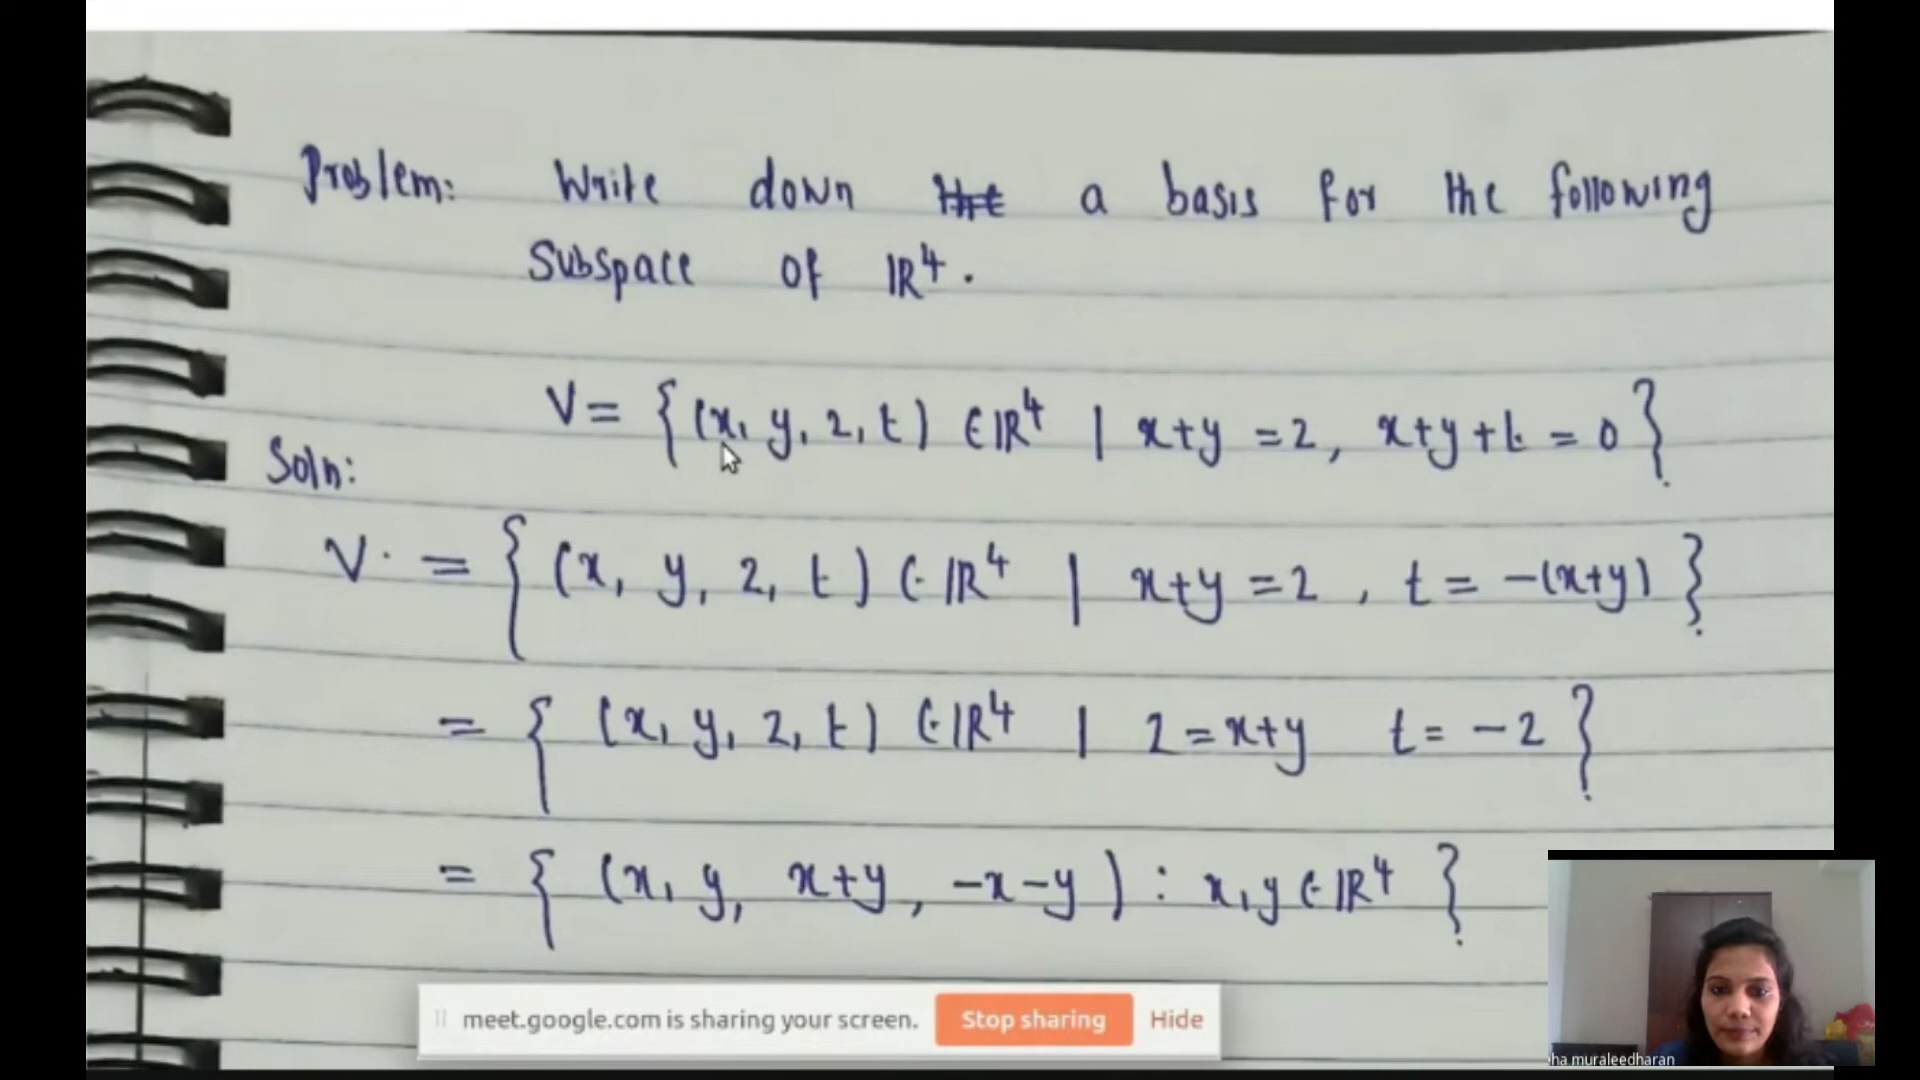 Problem: Write down the a basis for the following
Subspace of ℝ⁴.
V = { (x, y, z, t) ∈ ℝ⁴ | x+y = z, x+y+t = 0 }
Soln:
V = { (x, y, z, t) ∈ ℝ⁴ | x+y = z, t = -(x+y) }
= { (x, y, z, t) ∈ ℝ⁴ | z = x+y t = -z }
= { (x, y, x+y, -x-y) : x, y ∈ ℝ⁴ }
meet.google.com is sharing your screen. Stop sharing Hide
ha muraleedharan